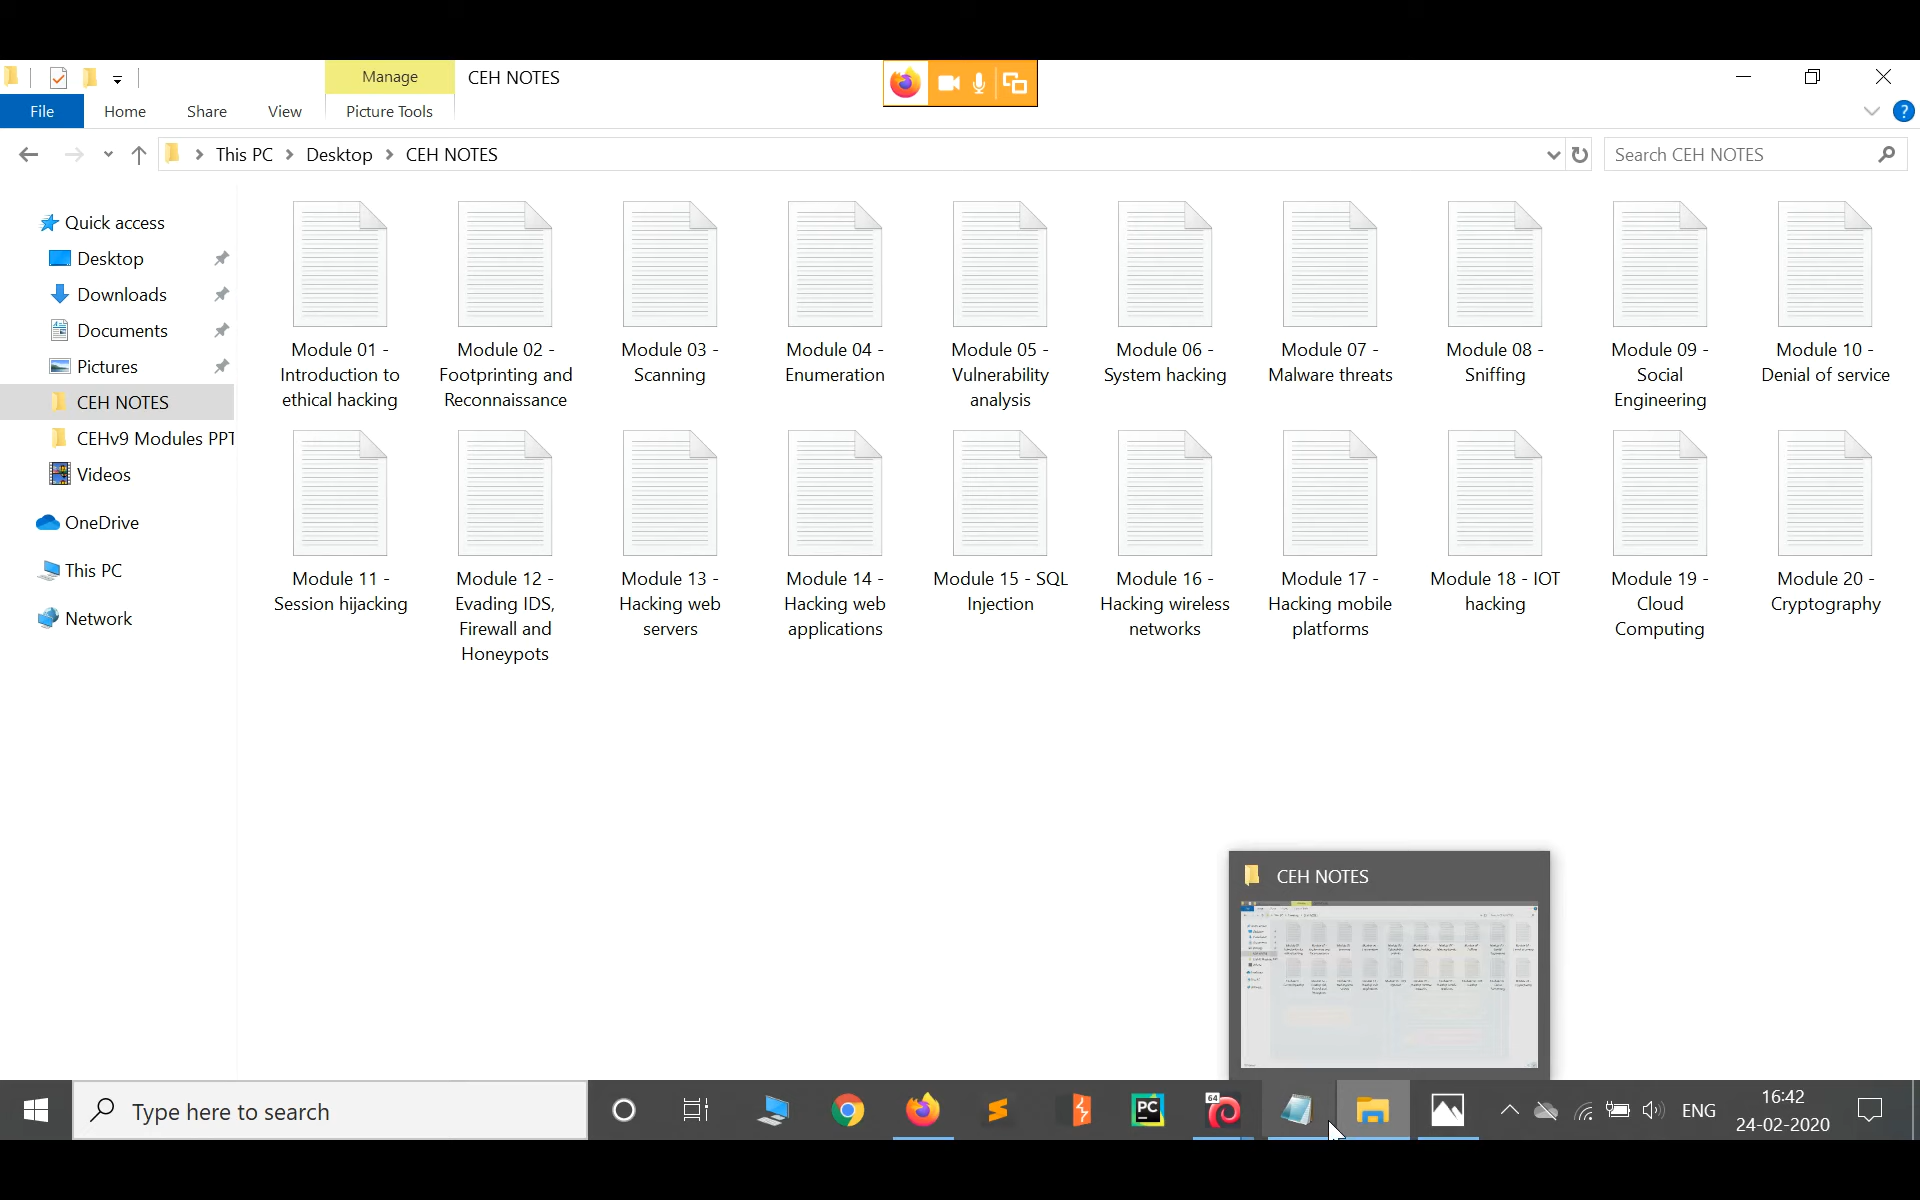 Manage
CEH NOTES
File
Home
Share
View
Picture Tools
?
This PC
Desktop
CEH NOTES
Search CEH NOTES
Quick access
Desktop
Downloads
Documents
Pictures
CEH NOTES
CEHv9 Modules PPT
Videos
OneDrive
This PC
Network
Module 01 -
Introduction to
ethical hacking
Module 02 -
Footprinting and
Reconnaissance
Module 03 -
Scanning
Module 04 -
Enumeration
Module 05 -
Vulnerability
analysis
Module 06 -
System hacking
Module 07 -
Malware threats
Module 08 -
Sniffing
Module 09 -
Social
Engineering
Module 10 -
Denial of service
Module 11 -
Session hijacking
Module 12 -
Evading IDS,
Firewall and
Honeypots
Module 13 -
Hacking web
servers
Module 14 -
Hacking web
applications
Module 15 - SQL
Injection
Module 16 -
Hacking wireless
networks
Module 17 -
Hacking mobile
platforms
Module 18 - IOT
hacking
Module 19 -
Cloud
Computing
Module 20 -
Cryptography
CEH NOTES
Type here to search
PC
64
ENG
16:42
24-02-2020